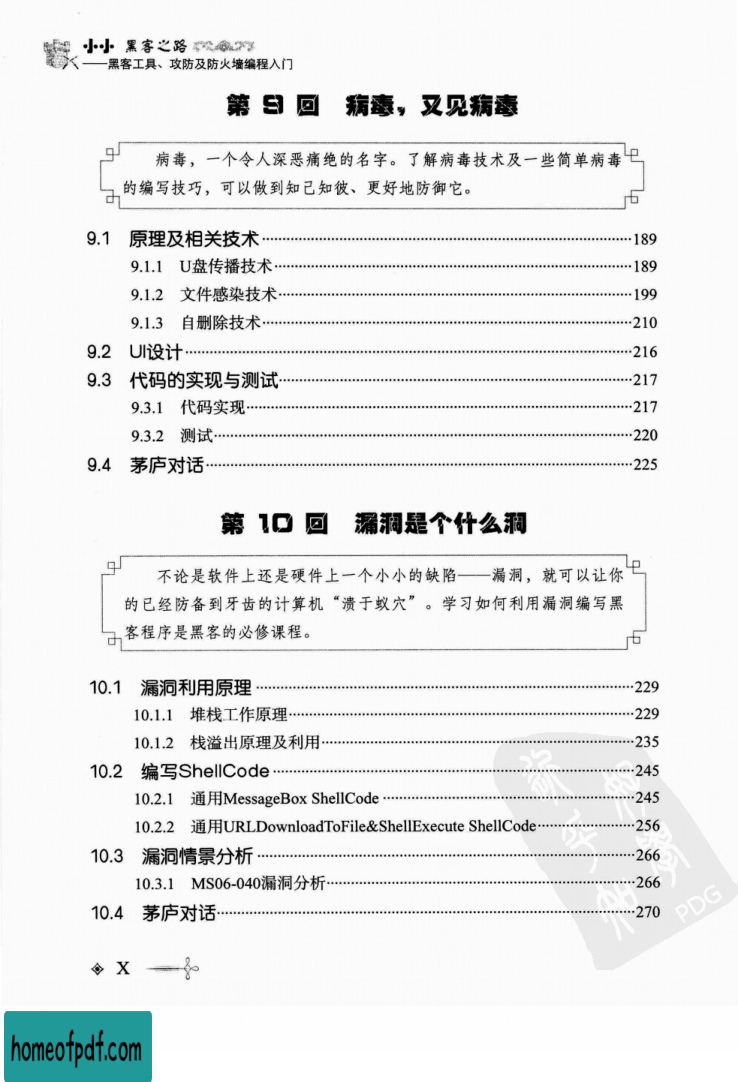 小小黑客之路
——黑客工具、攻防及防火墙编程入门
第9回 病毒，又见病毒
病毒，一个令人深恶痛绝的名字。了解病毒技术及一些简单病毒
的编写技巧，可以做到知己知彼、更好地防御它。
9.1 原理及相关技术……189
9.1.1 U盘传播技术……189
9.1.2 文件感染技术……199
9.1.3 自删除技术……210
9.2 UI设计……216
9.3 代码的实现与测试……217
9.3.1 代码实现……217
9.3.2 测试……220
9.4 茅庐对话……225
第10回 漏洞是个什么洞
不论是软件上还是硬件上一个小小的缺陷——漏洞，就可以让你
的已经防备到牙齿的计算机“溃于蚁穴”。学习如何利用漏洞编写黑
客程序是黑客的必修课程。
10.1 漏洞利用原理……229
10.1.1 堆栈工作原理……229
10.1.2 栈溢出原理及利用……235
10.2 编写ShellCode……245
10.2.1 通用MessageBox ShellCode……245
10.2.2 通用URLDownloadToFile&ShellExecute ShellCode……256
10.3 漏洞情景分析……266
10.3.1 MS06-040漏洞分析……266
10.4 茅庐对话……270
PDG
X
homeofpdf.com